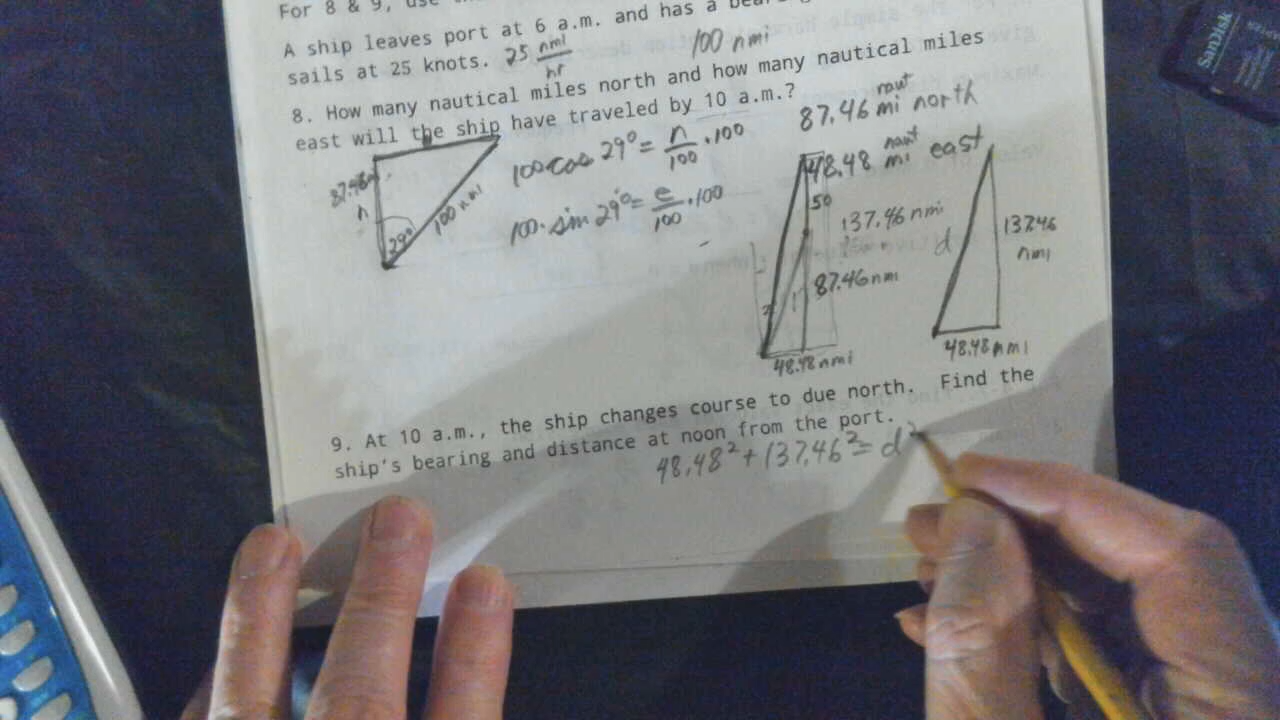 For 8 & 9, use
A ship leaves port at 6 a.m. and has a
sails at 25 knots. 25 nmi/hr 100 nmi
8. How many nautical miles north and how many nautical miles
east will the ship have traveled by 10 a.m.?
87.46 naut mi north
48.48 naut mi east
100 cos 29° = n/100 · 100
100 · sin 29° = e/100 · 100
87.46
n
29°
100 nmi
50
137.46 nmi
87.46 nmi
48.48 nmi
d
137.46 nmi
48.48 nmi
9. At 10 a.m., the ship changes course to due north. Find the
ship's bearing and distance at noon from the port.
48.48² + 137.46² = d²